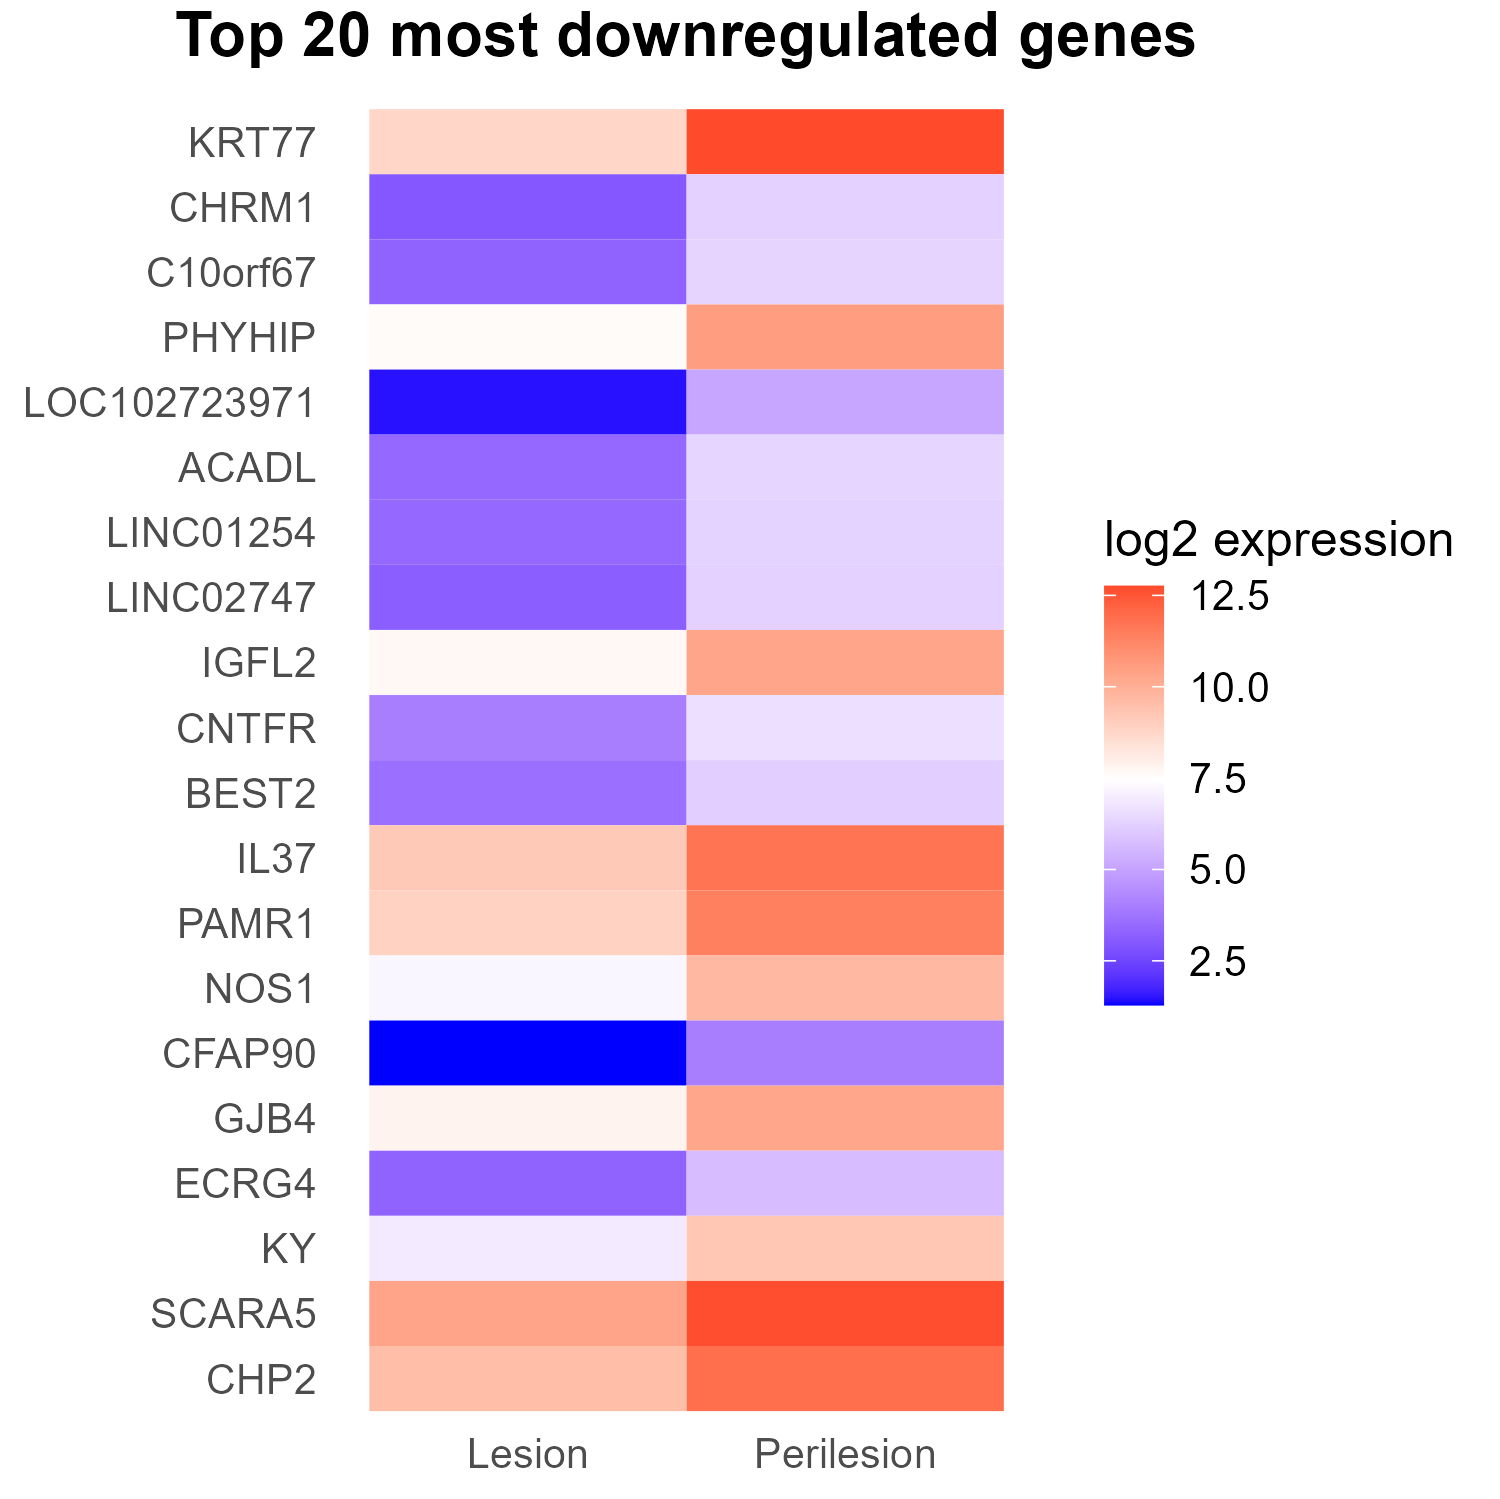 Top 20 most downregulated genes
KRT77
CHRM1
C10orf67
PHYHIP
LOC102723971
ACADL
LINC01254
LINC02747
IGFL2
CNTFR
BEST2
IL37
PAMR1
NOS1
CFAP90
GJB4
ECRG4
KY
SCARA5
CHP2
Lesion Perilesion
log2 expression
12.5
10.0
7.5
5.0
2.5